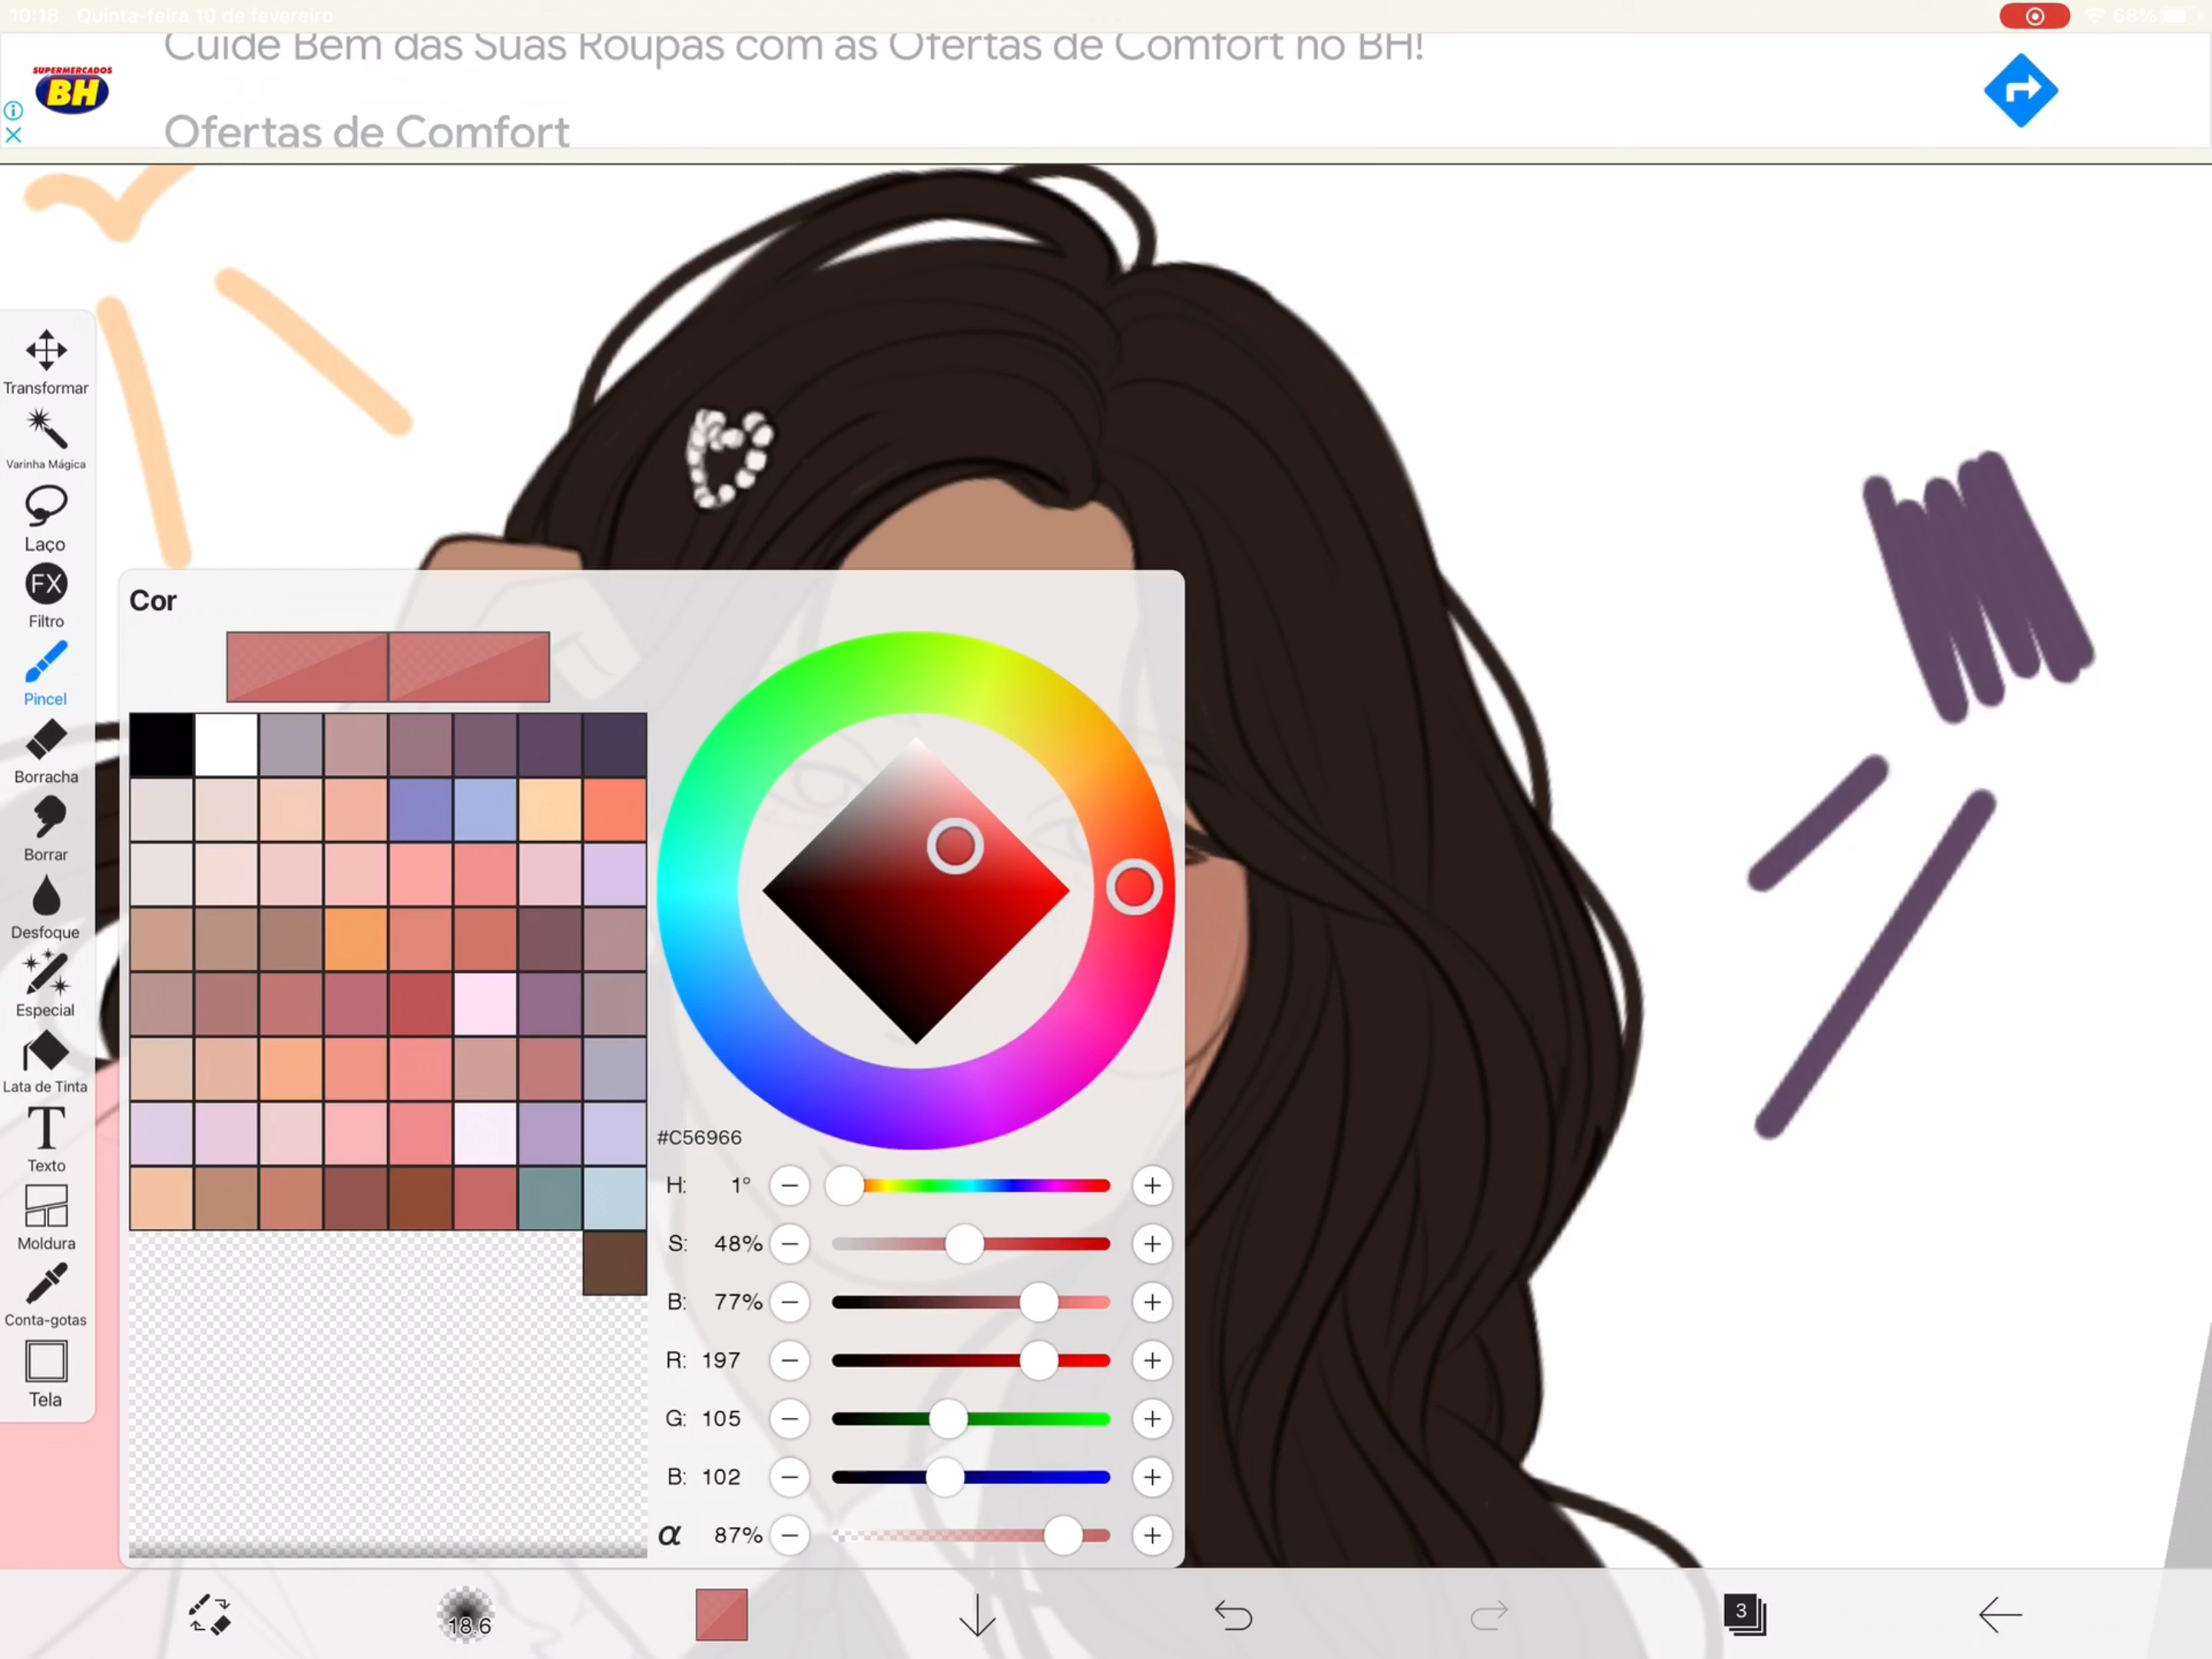 10:18 Quinta-feira 10 de fevereiro
68%
Cuide Bem das Suas Roupas com as Ofertas de Comfort no BH!
SUPERMERCADOS
BH
Ofertas de Comfort
Transformar
Varinha Mágica
Laço
FX
Filtro
Pincel
Borracha
Borrar
Desfoque
Especial
Lata de Tinta
T
Texto
Moldura
Conta-gotas
Tela
Cor
#C56966
H: 1°
S: 48%
B: 77%
R: 197
G: 105
B: 102
α 87%
18.6
3